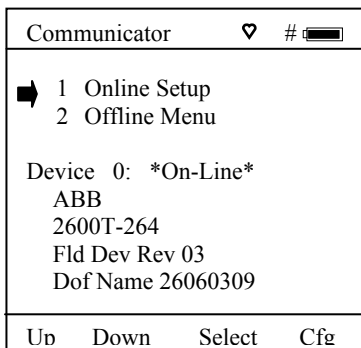 Communicator ♥ #
1 Online Setup
2 Offline Menu
Device 0: *On-Line*
ABB
2600T-264
Fld Dev Rev 03
Dof Name 26060309
Up Down Select Cfg